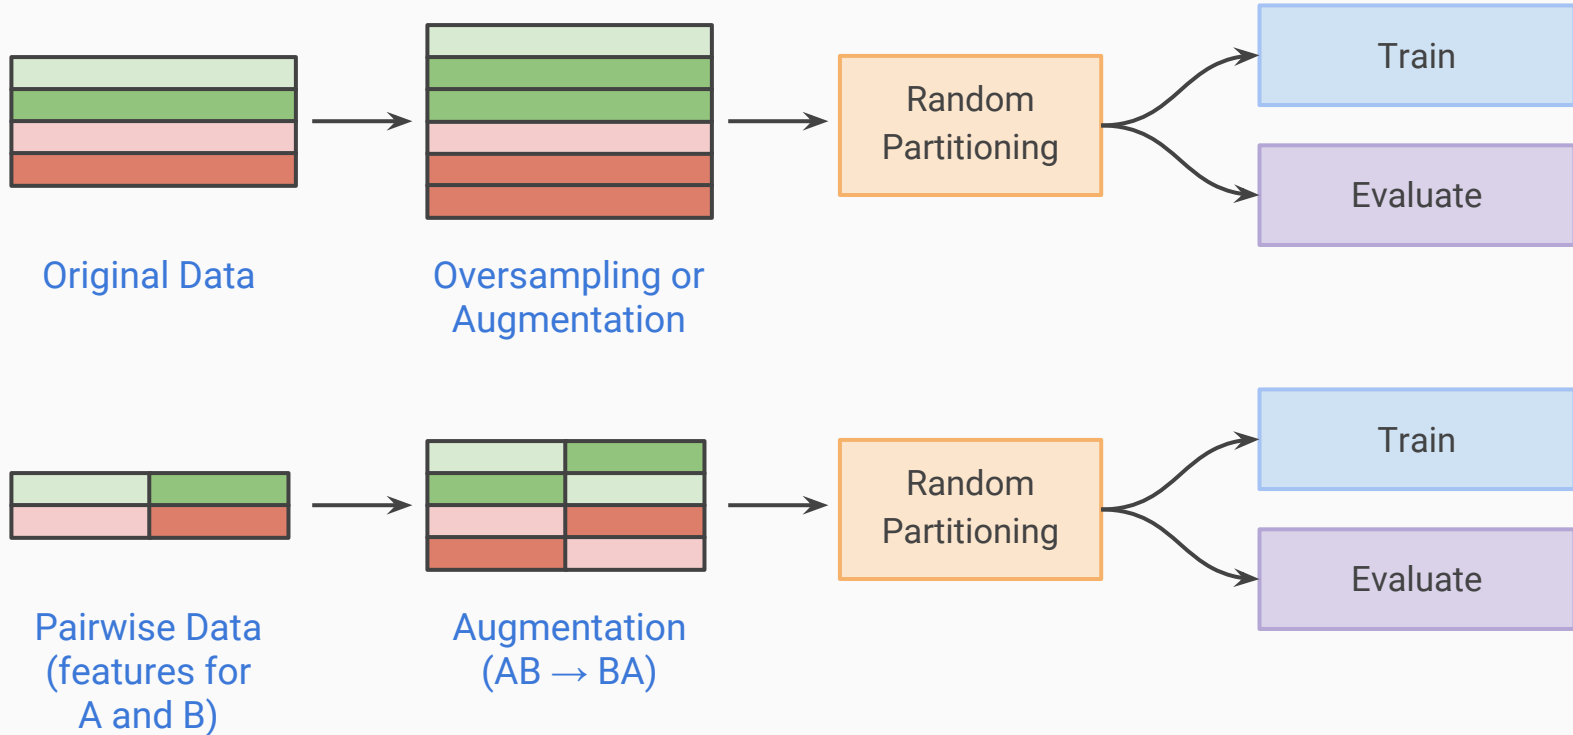 Original Data
Oversampling or
Augmentation
Random
Partitioning
Train
Evaluate
Pairwise Data
(features for
A and B)
Augmentation
(AB → BA)
Random
Partitioning
Train
Evaluate